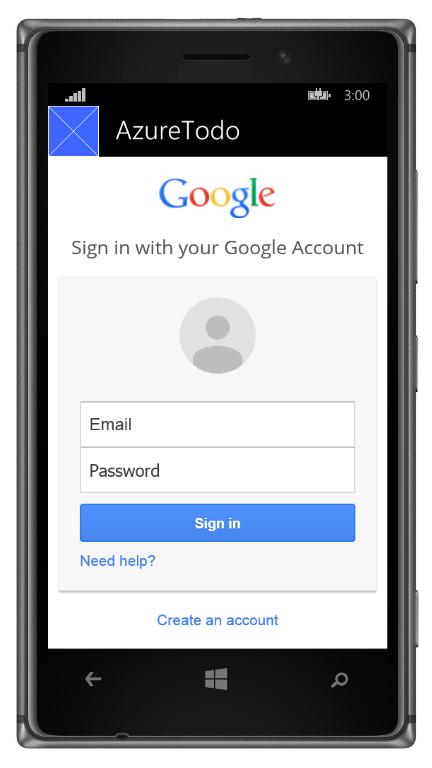 3:00
AzureTodo
Google
Sign in with your Google Account
Email
Password
Sign in
Need help?
Create an account